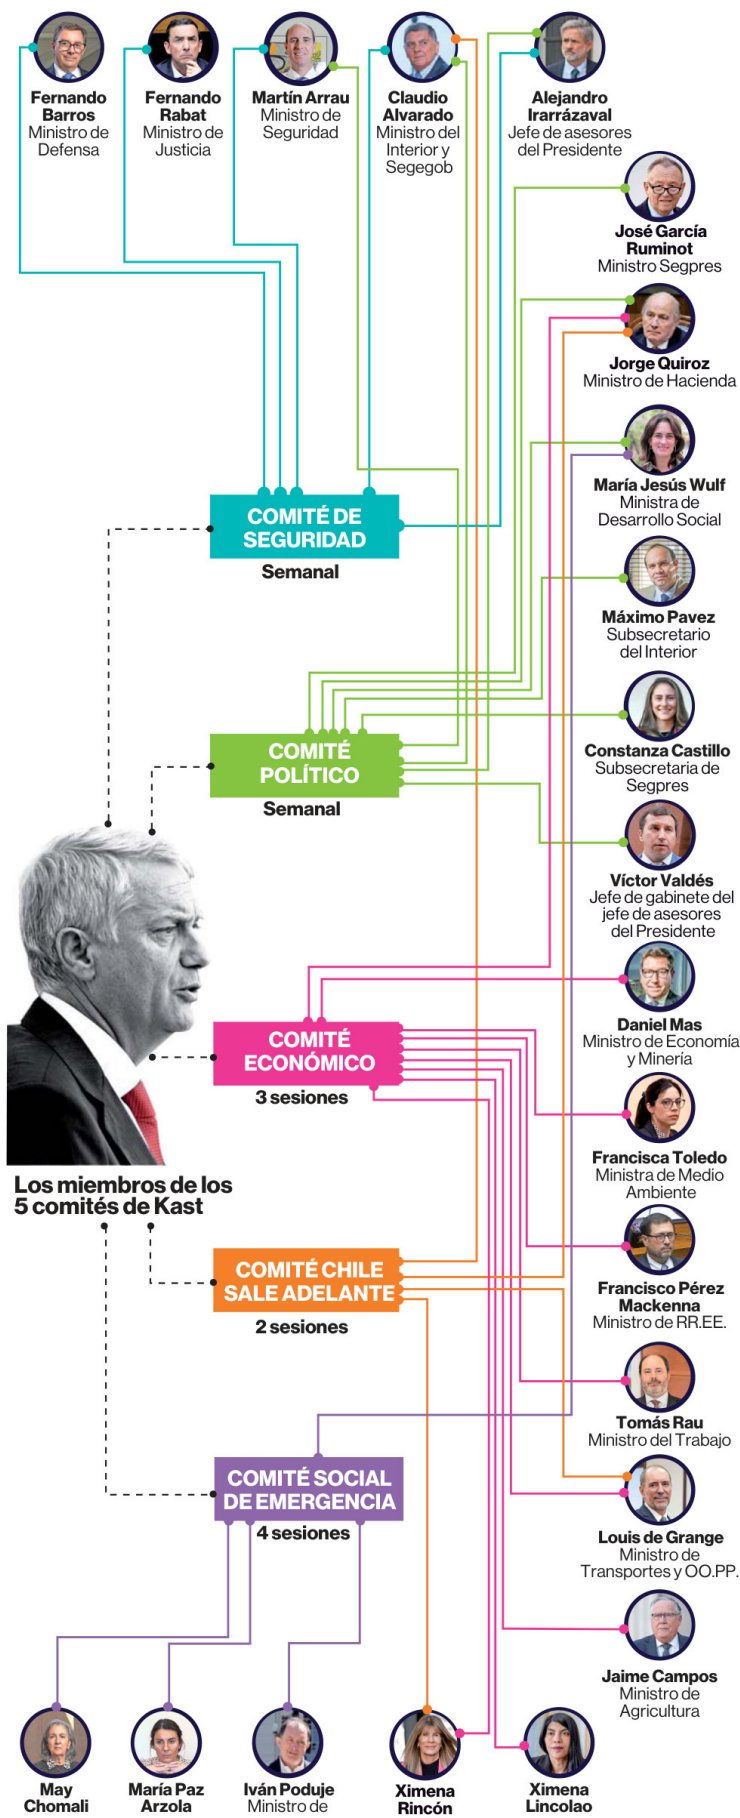 Fernando
Barros
Ministro de
Defensa
Fernando
Rabat
Ministro de
Justicia
Martín Arrau
Ministro de
Seguridad
Claudio
Alvarado
Ministro del
Interior y
Segegob
Alejandro
Irarrázaval
Jefe de asesores
del Presidente
José García
Ruminot
Ministro Segpres
Jorge Quiroz
Ministro de Hacienda
María Jesús Wulf
Ministra de
Desarrollo Social
COMITÉ DE
SEGURIDAD
Semanal
Máximo Pavez
Subsecretario
del Interior
Constanza Castillo
Subsecretaria de
Segpres
COMITÉ
POLÍTICO
Semanal
Víctor Valdés
Jefe de gabinete del
jefe de asesores
del Presidente
Daniel Mas
Ministro de Economía
y Minería
COMITÉ
ECONÓMICO
3 sesiones
Francisca Toledo
Ministra de Medio
Ambiente
Los miembros de los
5 comités de Kast
COMITÉ CHILE
SALE ADELANTE
2 sesiones
Francisco Pérez
Mackenna
Ministro de RR.EE.
Tomás Rau
Ministro del Trabajo
COMITÉ SOCIAL
DE EMERGENCIA
4 sesiones
Louis de Grange
Ministro de
Transportes y OO.PP.
Jaime Campos
Ministro de
Agricultura
May
Chomali
María Paz
Arzola
Iván Poduje
Ministro de
Ximena
Rincón
Ximena
Lincolao